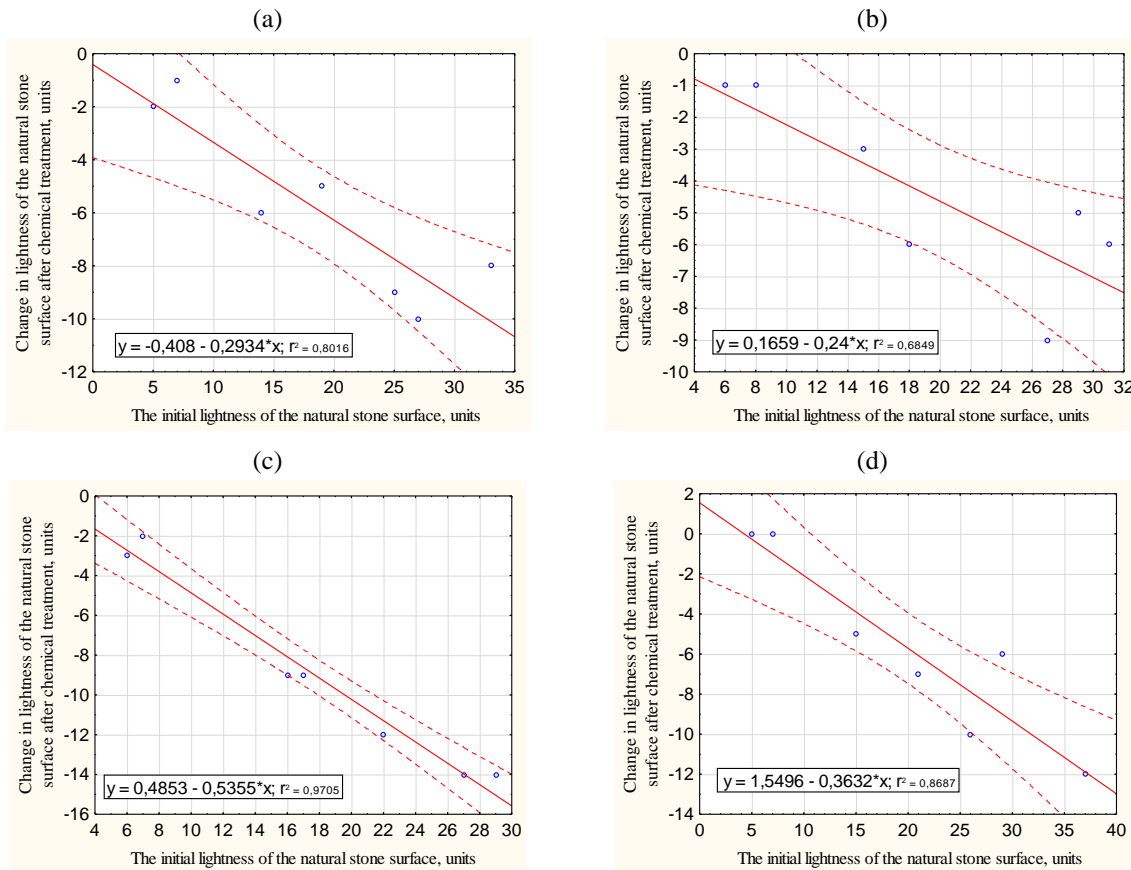 (a)
(b)
Change in lightness of the natural stone
surface after chemical treatment, units
0
-2
-4
-6
-8
-10
-12
y = -0,408 - 0,2934*x; r² = 0,8016
0 5 10 15 20 25 30 35
The initial lightness of the natural stone surface, units
Change in lightness of the natural stone
surface after chemical treatment, units
0
-1
-2
-3
-4
-5
-6
-7
-8
-9
-10
y = 0,1659 - 0,24*x; r² = 0,6849
4 6 8 10 12 14 16 18 20 22 24 26 28 30 32
The initial lightness of the natural stone surface, units
(c)
(d)
Change in lightness of the natural stone
surface after chemical treatment, units
0
-2
-4
-6
-8
-10
-12
-14
-16
y = 0,4853 - 0,5355*x; r² = 0,9705
4 6 8 10 12 14 16 18 20 22 24 26 28 30
The initial lightness of the natural stone surface, units
Change in lightness of the natural stone
surface after chemical treatment, units
2
0
-2
-4
-6
-8
-10
-12
-14
y = 1,5496 - 0,3632*x; r² = 0,8687
0 5 10 15 20 25 30 35 40
The initial lightness of the natural stone surface, units